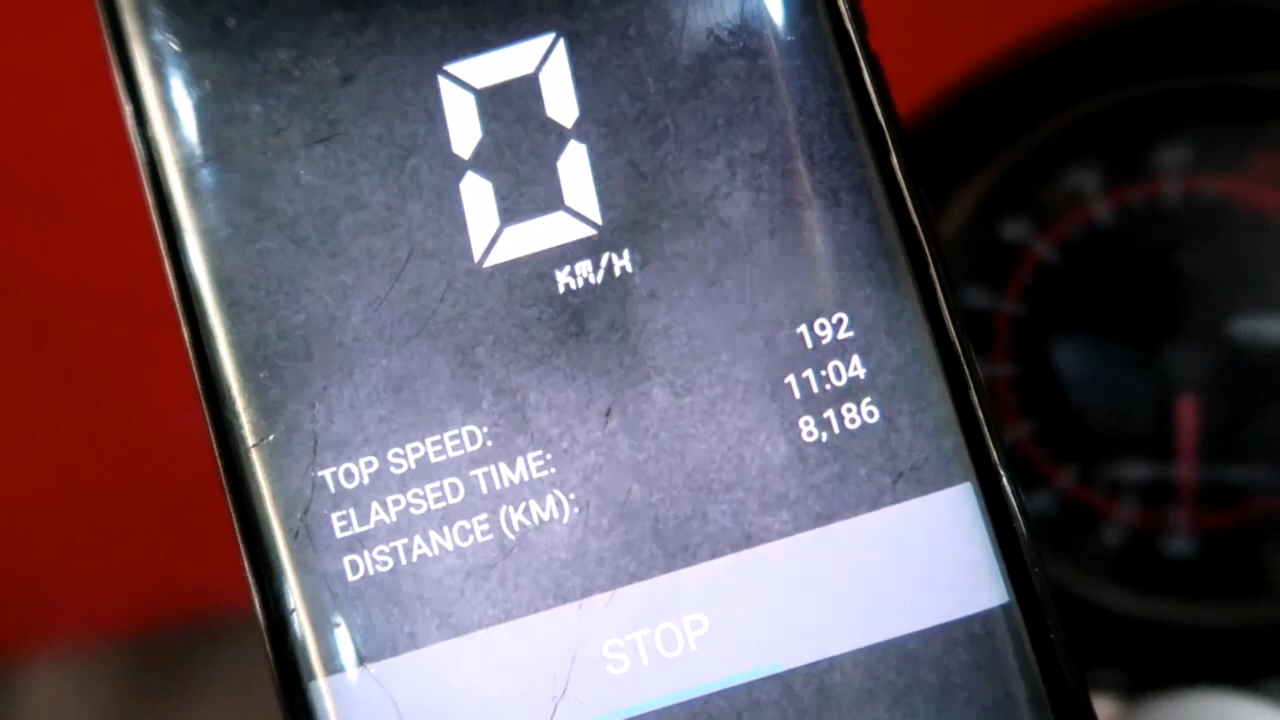 0
KM/H
TOP SPEED: 192
ELAPSED TIME: 11:04
DISTANCE (KM): 8,186
STOP